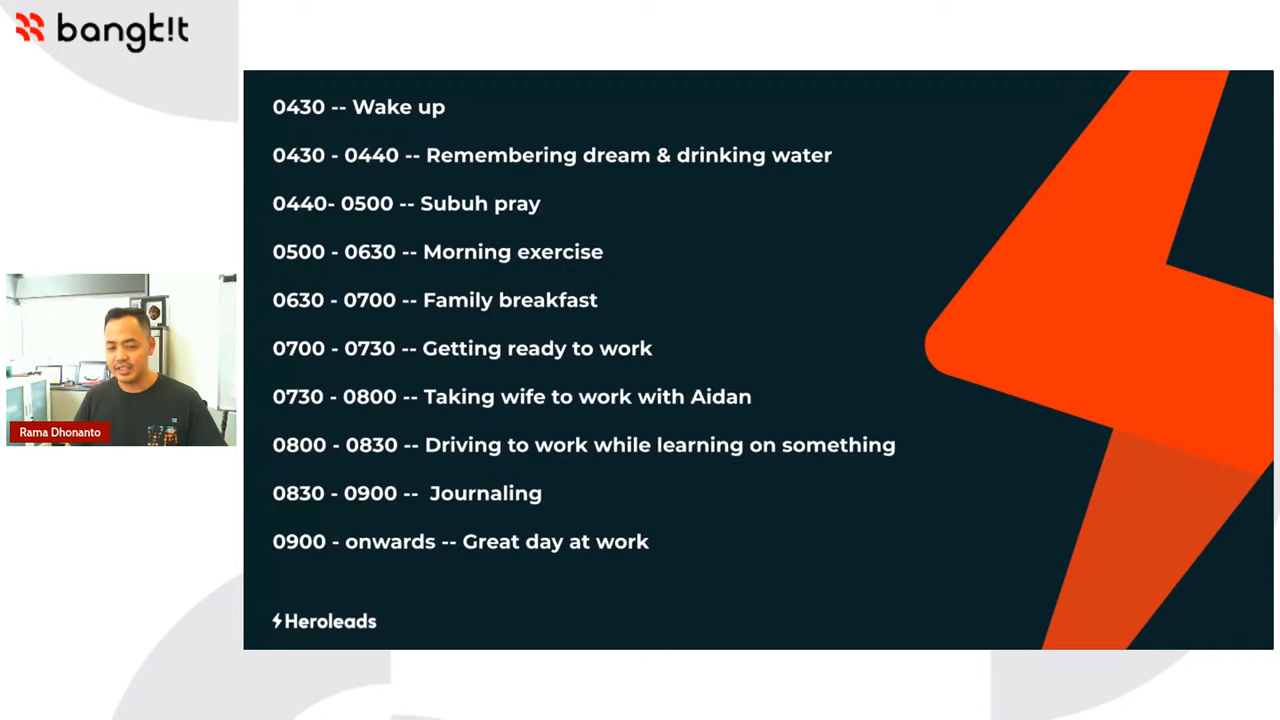 bangk!t
0430 -- Wake up
0430 - 0440 -- Remembering dream & drinking water
0440- 0500 -- Subuh pray
0500 - 0630 -- Morning exercise
0630 - 0700 -- Family breakfast
0700 - 0730 -- Getting ready to work
0730 - 0800 -- Taking wife to work with Aidan
0800 - 0830 -- Driving to work while learning on something
0830 - 0900 -- Journaling
0900 - onwards -- Great day at work
Heroleads
Rama Dhonanto